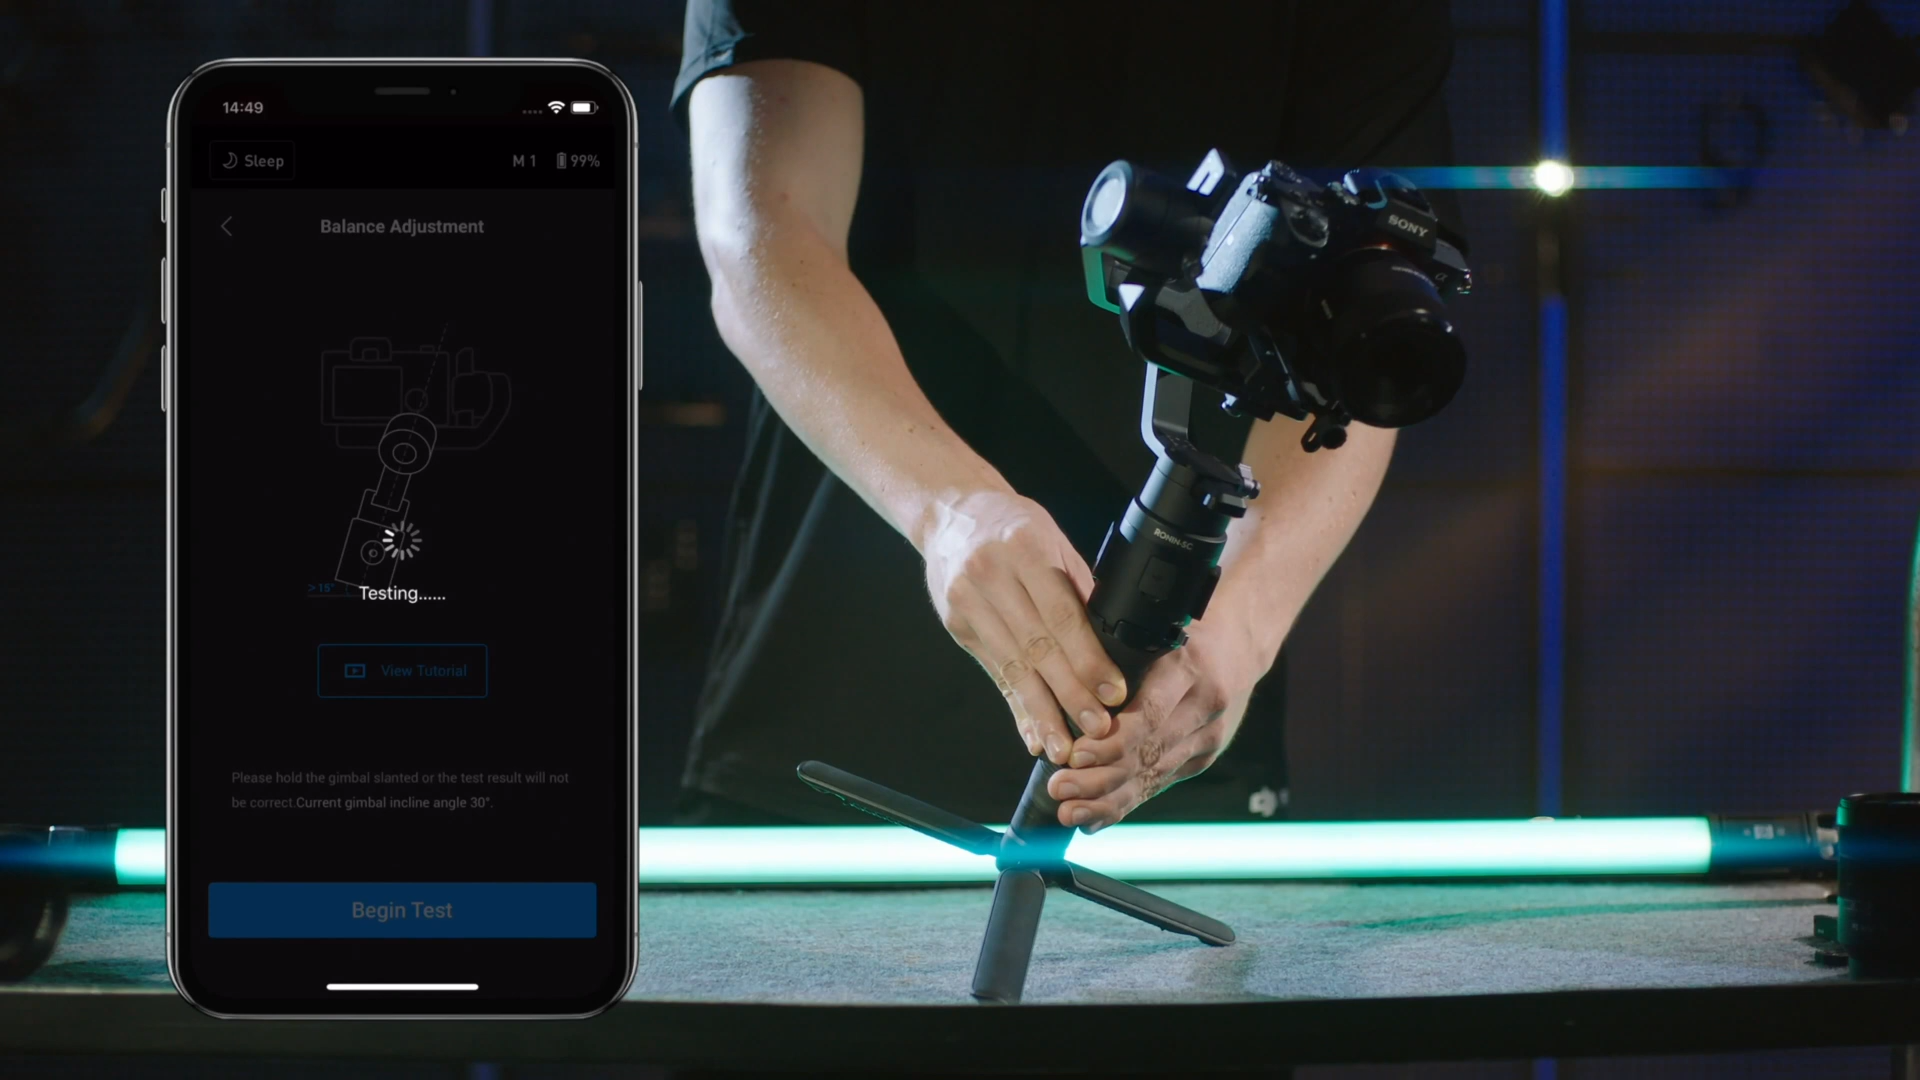 14:49
Sleep
M 1
99%
Balance Adjustment
> 15°
Testing......
View Tutorial
Please hold the gimbal slanted or the test result will not
be correct.Current gimbal incline angle 30°.
Begin Test
SONY
α
RONIN-SC